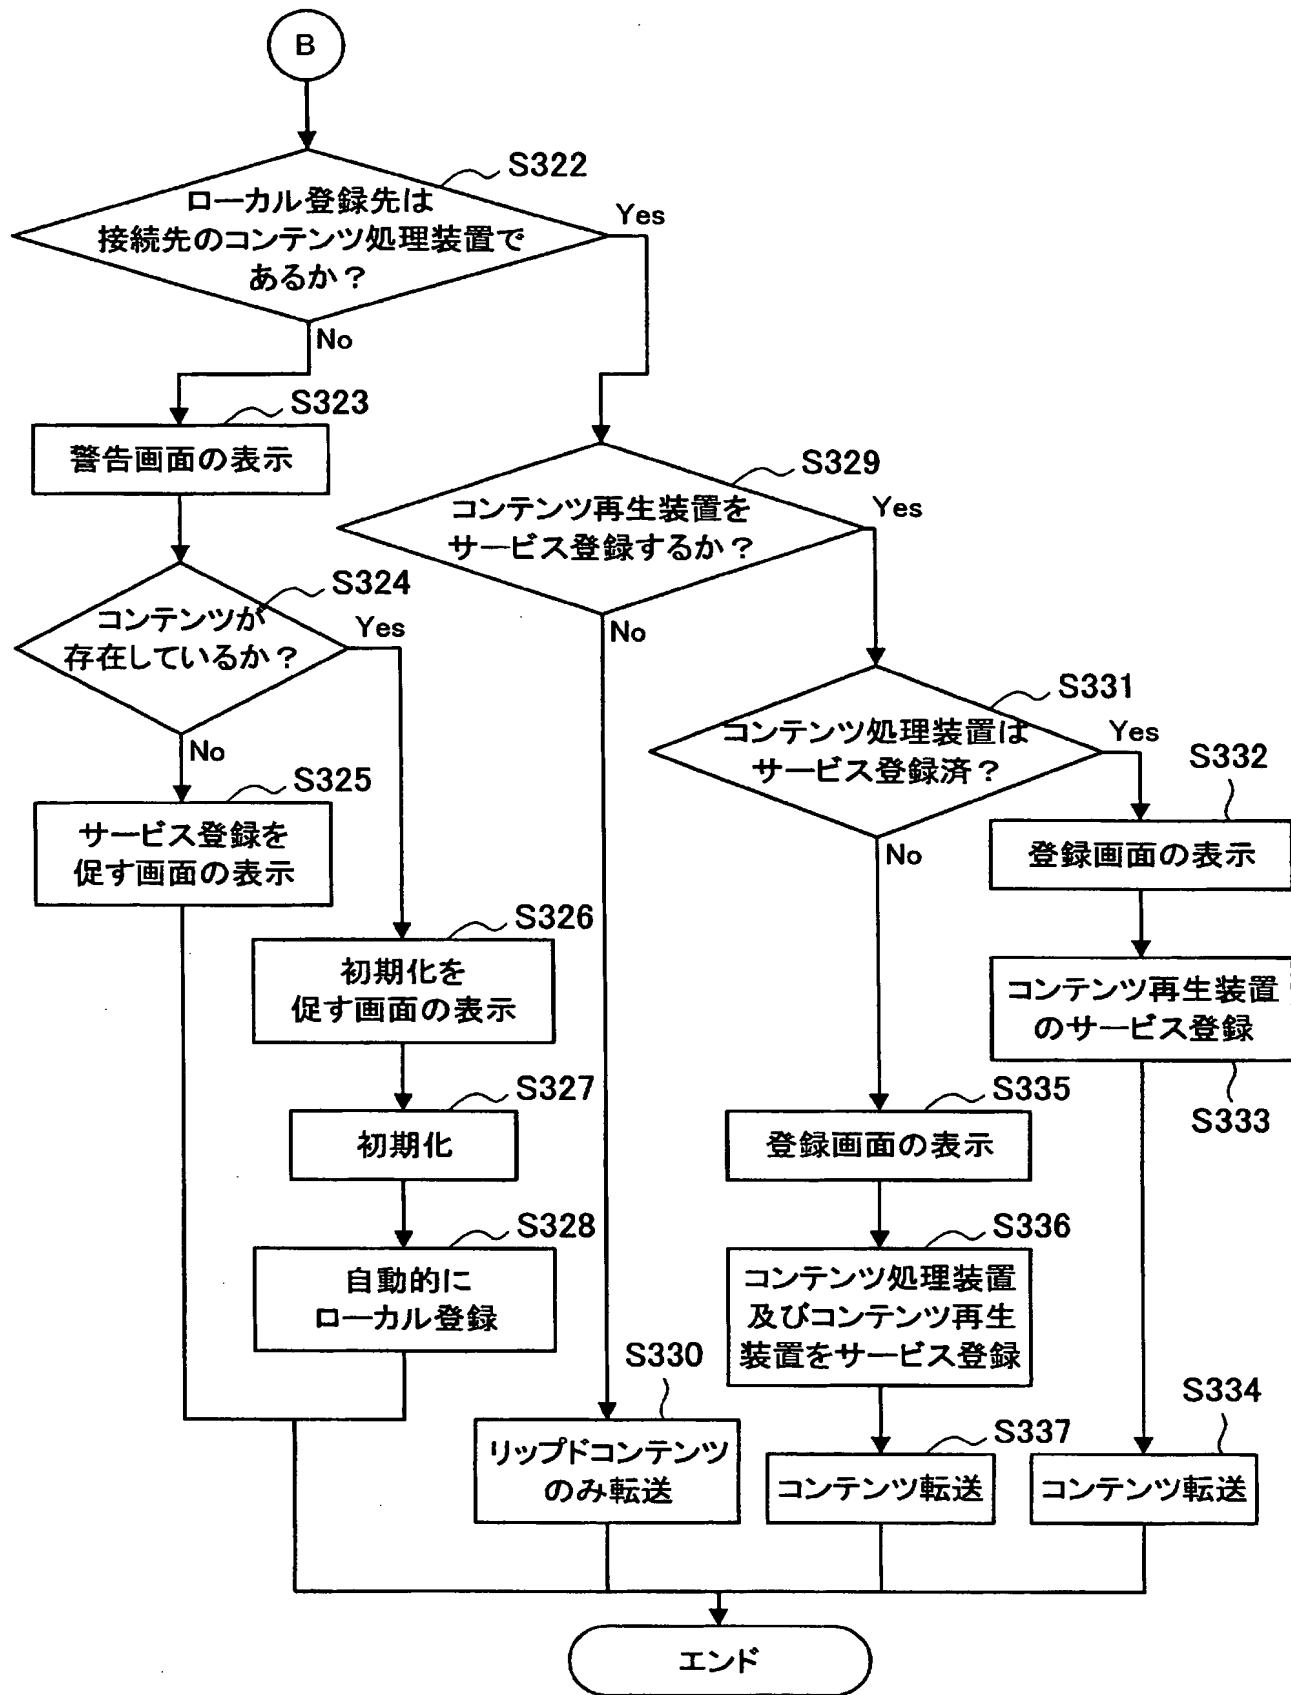 B
S322
ローカル登録先は
接続先のコンテンツ処理装置で
あるか？
Yes
No
S323
警告画面の表示
S324
コンテンツが
存在しているか？
Yes
No
S325
サービス登録を
促す画面の表示
S326
初期化を
促す画面の表示
S327
初期化
S328
自動的に
ローカル登録
S329
コンテンツ再生装置を
サービス登録するか？
Yes
No
S330
リップドコンテンツ
のみ転送
S331
コンテンツ処理装置は
サービス登録済？
Yes
No
S332
登録画面の表示
コンテンツ再生装置
のサービス登録
S333
S334
コンテンツ転送
S335
登録画面の表示
S336
コンテンツ処理装置
及びコンテンツ再生
装置をサービス登録
S337
コンテンツ転送
エンド